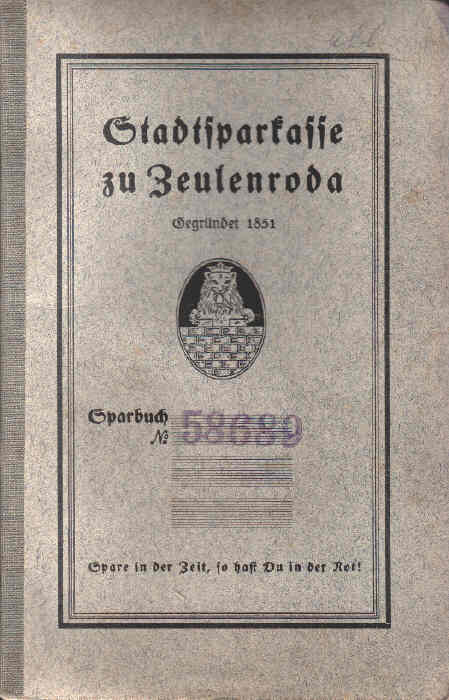 Stadtsparkasse
zu Zeulenroda
Gegründet 1851
Sparbuch
№ 58689
Spare in der Zeit, so hast Du in der Not!